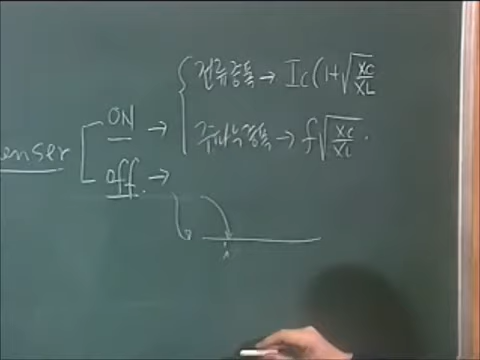 전류증폭 → Ic(1+√XC/XL
ON →
주파수증폭 → f√XC/XL.
enser
off. →